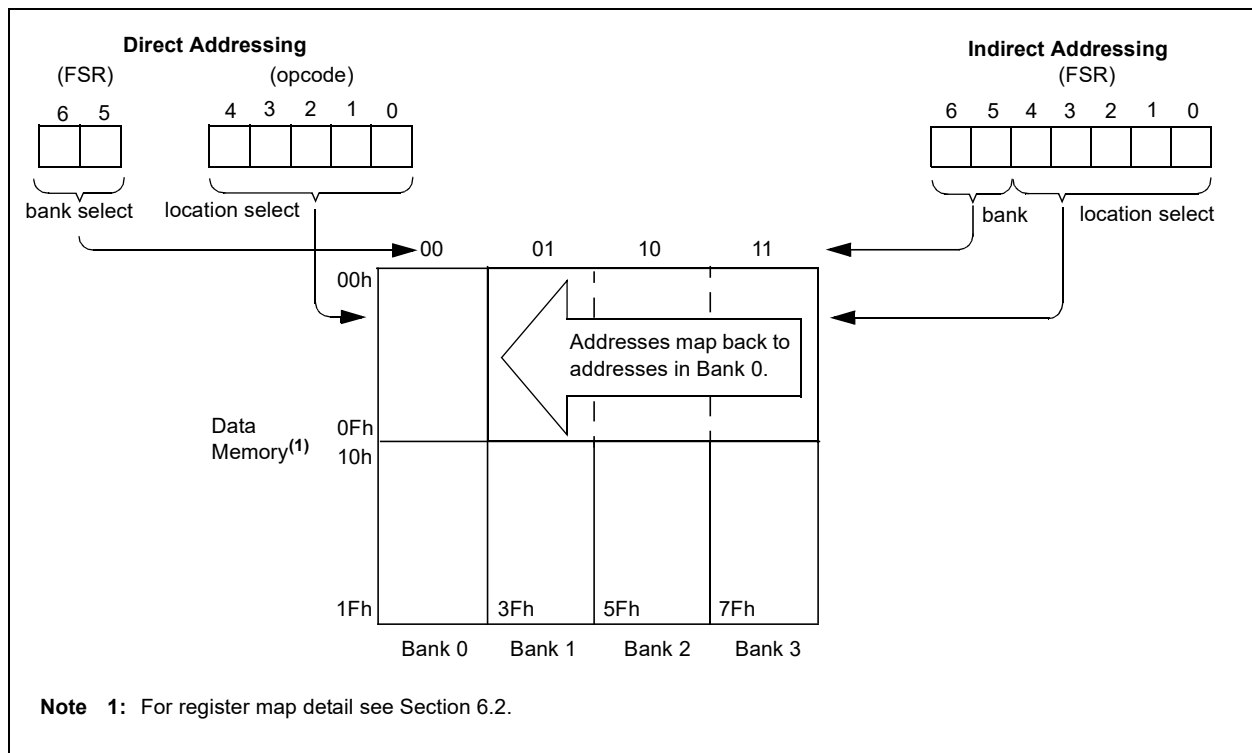 Direct Addressing
(FSR) (opcode)
6 5 4 3 2 1 0
bank select location select
Indirect Addressing
(FSR)
6 5 4 3 2 1 0
bank location select
00 01 10 11
00h
Addresses map back to
addresses in Bank 0.
0Fh
Data
Memory(1)
10h
1Fh 3Fh 5Fh 7Fh
Bank 0 Bank 1 Bank 2 Bank 3
Note 1: For register map detail see Section 6.2.